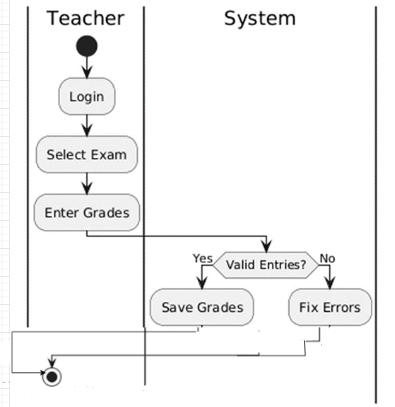 Teacher
System
Login
Select Exam
Enter Grades
Yes
Valid Entries?
No
Save Grades
Fix Errors